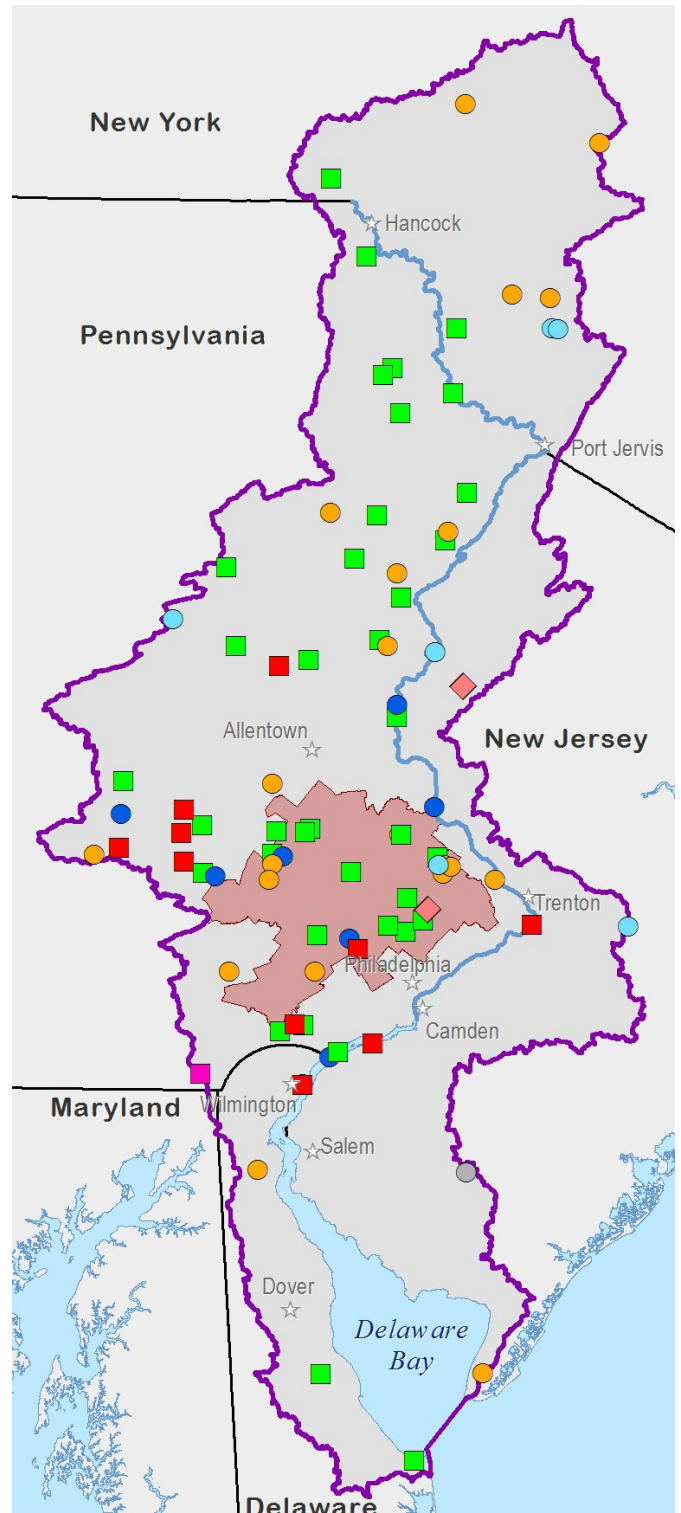 New York
Hancock
Pennsylvania
Port Jervis
Allentown
New Jersey
Trenton
Philadelphia
Camden
Maryland
Wilmington
Salem
Dover
Delaware
Bay
Delaware